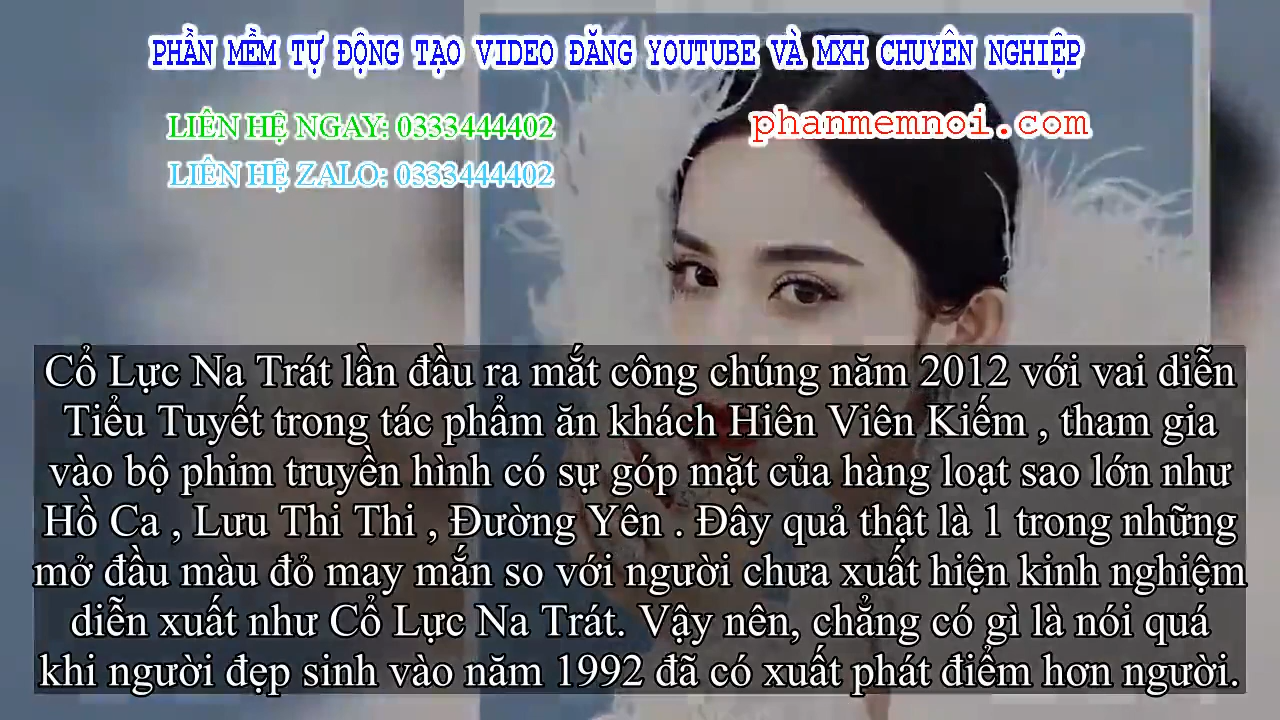 PHẦN MỀM TỰ ĐỘNG TẠO VIDEO ĐĂNG YOUTUBE VÀ MXH CHUYÊN NGHIỆP
LIÊN HỆ NGAY: 0333444402
phanmemnoi.com
LIÊN HỆ ZALO: 0333444402
Cổ Lực Na Trát lần đầu ra mắt công chúng năm 2012 với vai diễn
Tiểu Tuyết trong tác phẩm ăn khách Hiên Viên Kiếm , tham gia
vào bộ phim truyền hình có sự góp mặt của hàng loạt sao lớn như
Hồ Ca , Lưu Thi Thi , Đường Yên . Đây quả thật là 1 trong những
mở đầu màu đỏ may mắn so với người chưa xuất hiện kinh nghiệm
diễn xuất như Cổ Lực Na Trát. Vậy nên, chẳng có gì là nói quá
khi người đẹp sinh vào năm 1992 đã có xuất phát điểm hơn người.